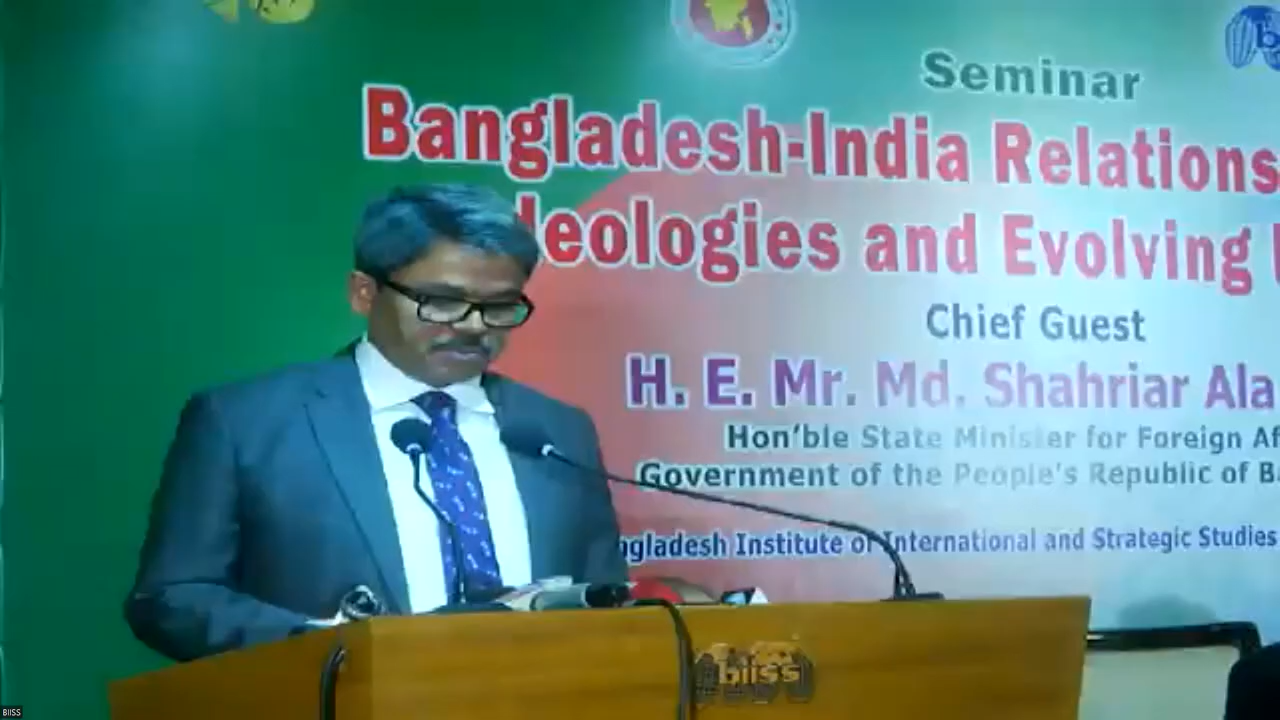 Seminar
Bangladesh-India Relations
deologies and Evolving
Chief Guest
H. E. Mr. Md. Shahriar Ala
Hon'ble State Minister for Foreign Af
Government of the People's Republic of Ba
ngladesh Institute of International and Strategic Studies
biiss
BIISS